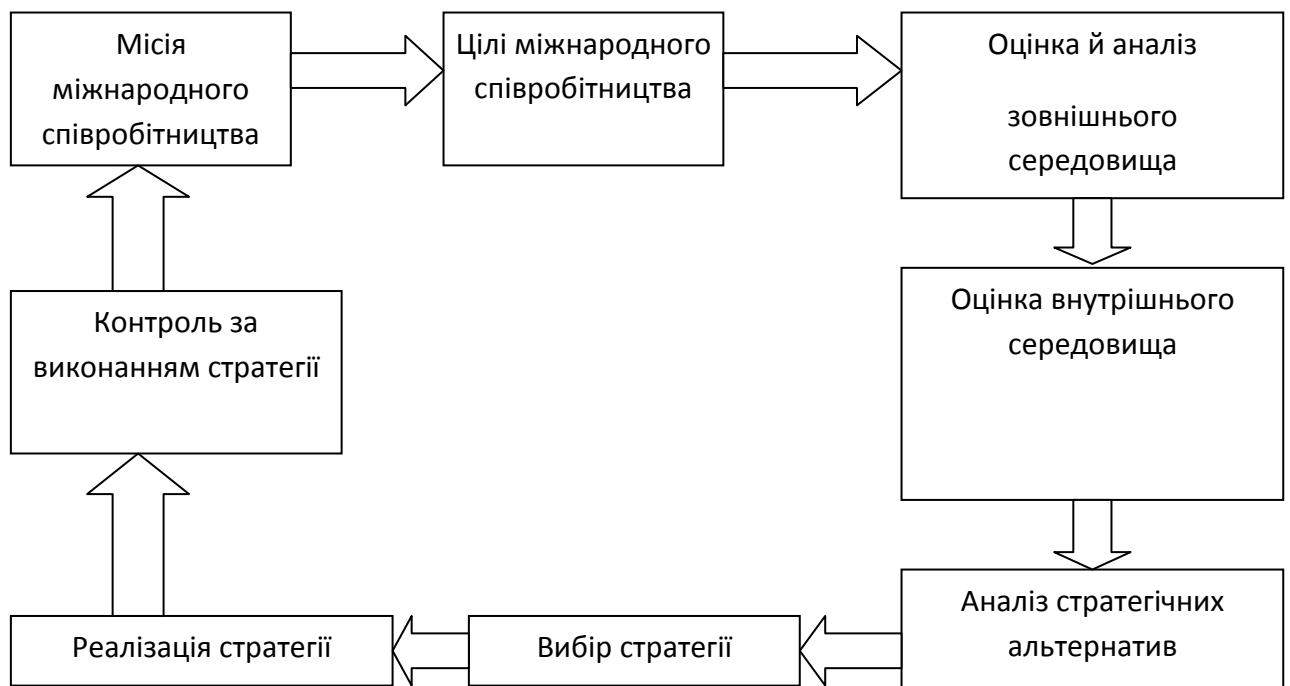 Місія
міжнародного
співробітництва
Цілі міжнародного
співробітництва
Оцінка й аналіз
зовнішнього
середовища
Оцінка внутрішнього
середовища
Аналіз стратегічних
альтернатив
Вибір стратегії
Реалізація стратегії
Контроль за
виконанням стратегії